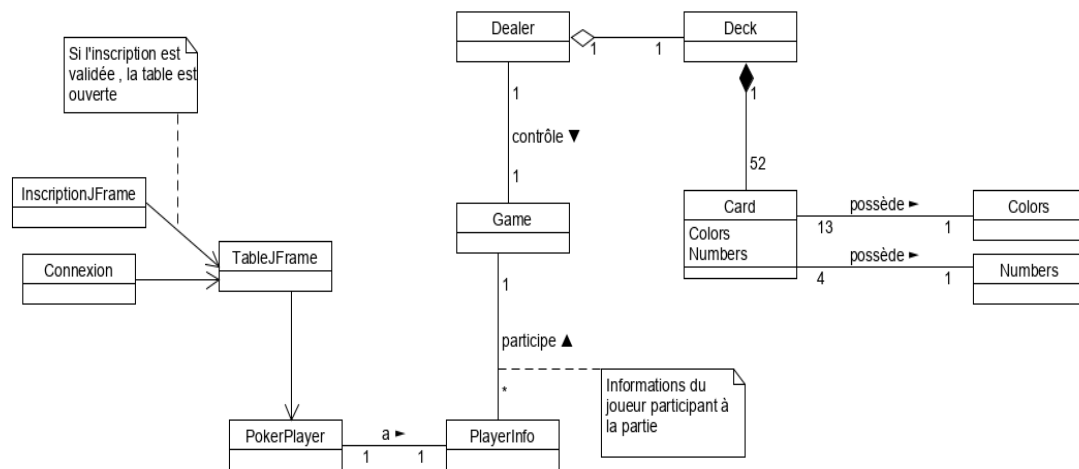 Dealer
1
1
Deck
Si l'inscription est
validée , la table est
ouverte
1
1
contrôle ▼
1
52
InscriptionJFrame
Game
Card
Colors
Numbers
possède ►
13
1
Colors
possède ►
4
1
Numbers
Connexion
TableJFrame
1
participe ▲
*
Informations du
joueur participant à
la partie
PokerPlayer
a ►
1
1
PlayerInfo